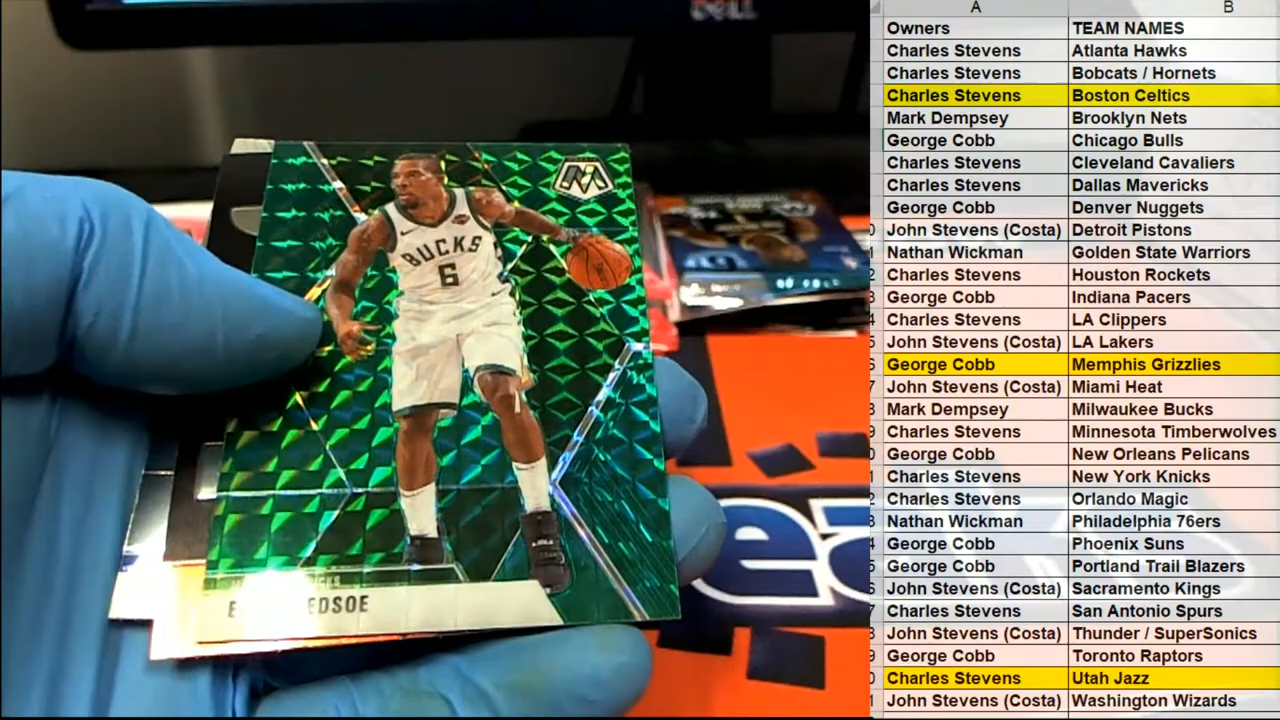 DELL
BUCKS
6
EDSOE
A B
Owners TEAM NAMES
Charles Stevens Atlanta Hawks
Charles Stevens Bobcats / Hornets
Charles Stevens Boston Celtics
Mark Dempsey Brooklyn Nets
George Cobb Chicago Bulls
Charles Stevens Cleveland Cavaliers
Charles Stevens Dallas Mavericks
George Cobb Denver Nuggets
John Stevens (Costa) Detroit Pistons
Nathan Wickman Golden State Warriors
Charles Stevens Houston Rockets
George Cobb Indiana Pacers
Charles Stevens LA Clippers
John Stevens (Costa) LA Lakers
George Cobb Memphis Grizzlies
John Stevens (Costa) Miami Heat
Mark Dempsey Milwaukee Bucks
Charles Stevens Minnesota Timberwolves
George Cobb New Orleans Pelicans
Charles Stevens New York Knicks
Charles Stevens Orlando Magic
Nathan Wickman Philadelphia 76ers
George Cobb Phoenix Suns
George Cobb Portland Trail Blazers
John Stevens (Costa) Sacramento Kings
Charles Stevens San Antonio Spurs
John Stevens (Costa) Thunder / SuperSonics
George Cobb Toronto Raptors
Charles Stevens Utah Jazz
John Stevens (Costa) Washington Wizards